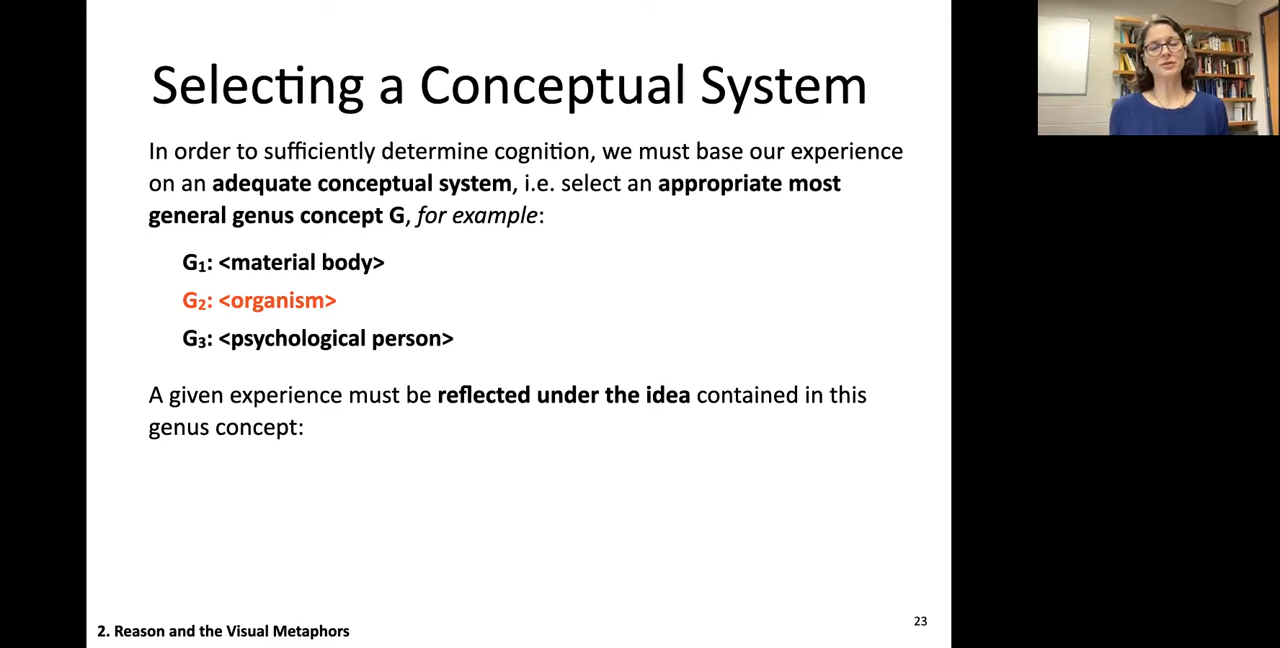 Selecting a Conceptual System
In order to sufficiently determine cognition, we must base our experience
on an adequate conceptual system, i.e. select an appropriate most
general genus concept G, for example:
G₁: <material body>
G₂: <organism>
G₃: <psychological person>
A given experience must be reflected under the idea contained in this
genus concept:
2. Reason and the Visual Metaphors
23